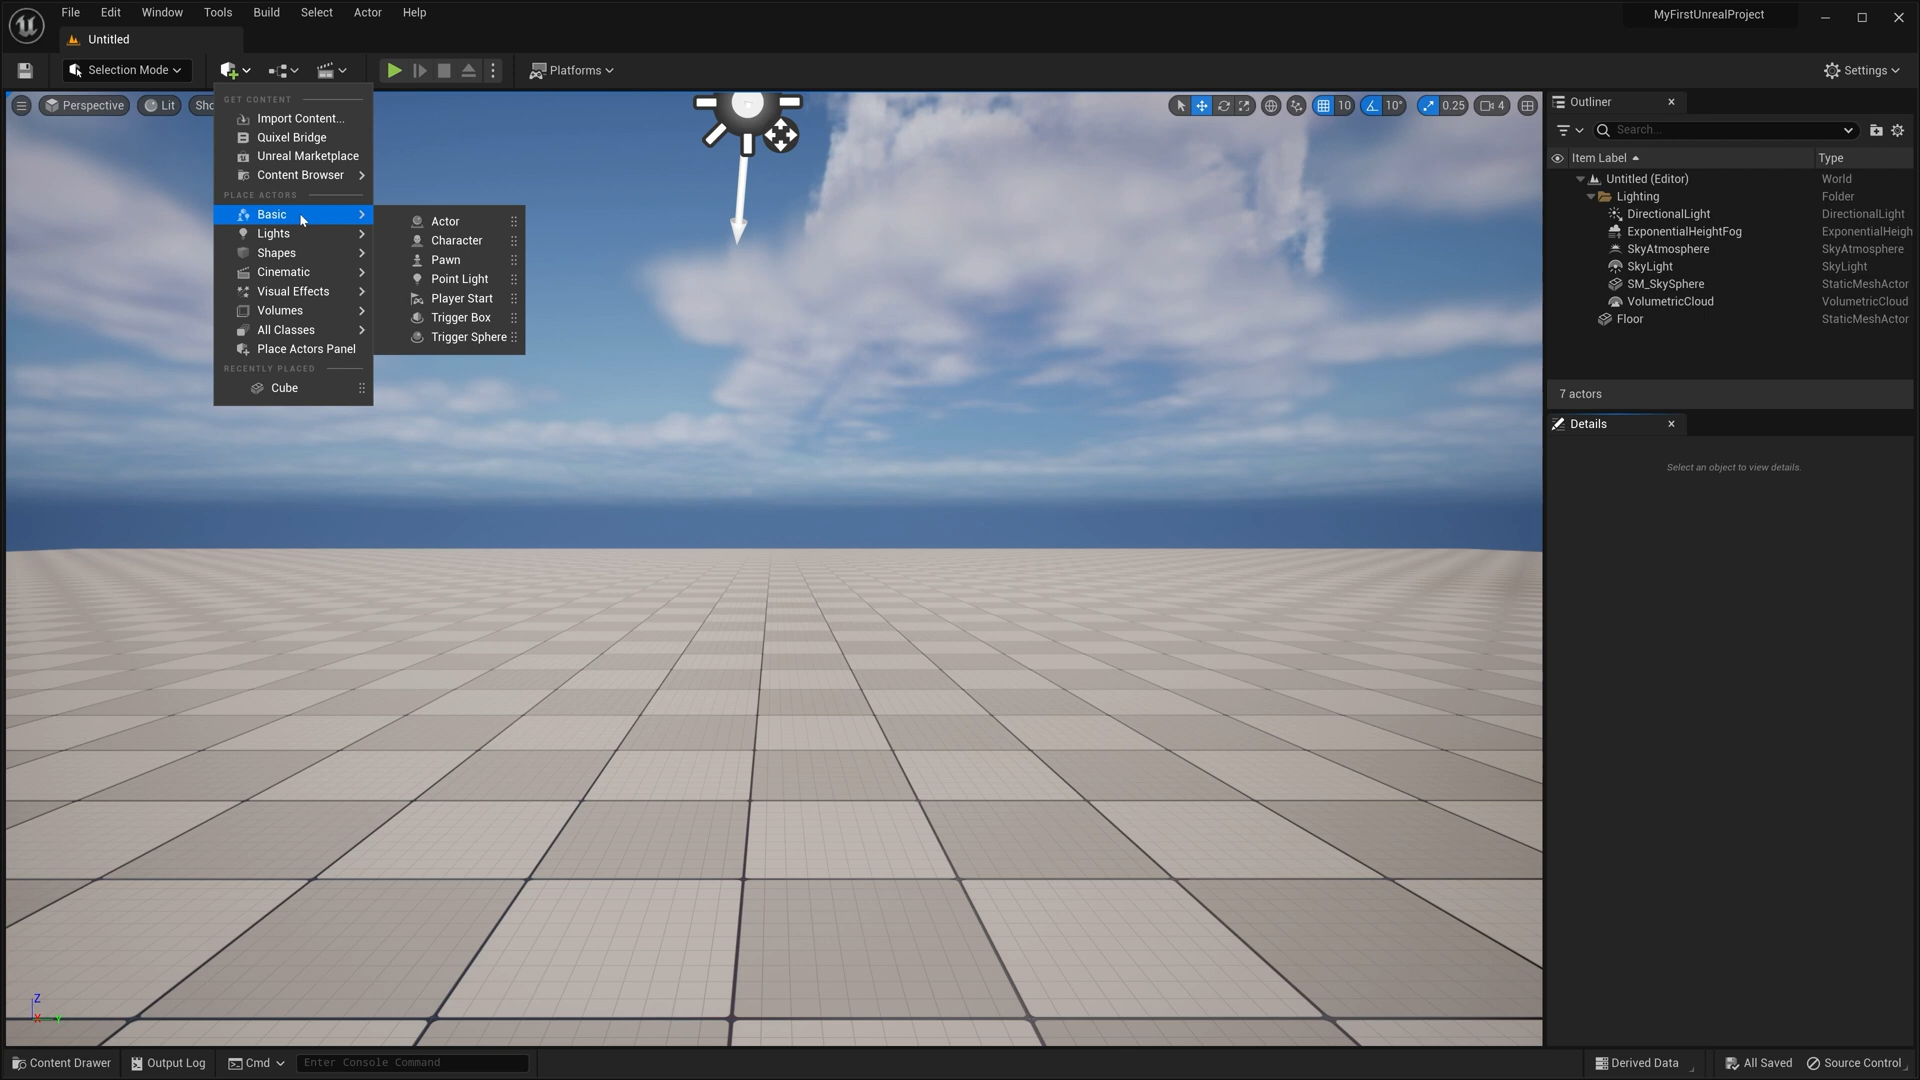 File Edit Window Tools Build Select Actor Help
MyFirstUnrealProject
Untitled
Selection Mode
Platforms
Settings
Perspective Lit Sho
10 10° 0.25 4
GET CONTENT
Import Content...
Quixel Bridge
Unreal Marketplace
Content Browser
PLACE ACTORS
Basic
Lights
Shapes
Cinematic
Visual Effects
Volumes
All Classes
Place Actors Panel
RECENTLY PLACED
Cube
Actor
Character
Pawn
Point Light
Player Start
Trigger Box
Trigger Sphere
Outliner
Search...
Item Label Type
Untitled (Editor) World
Lighting Folder
DirectionalLight DirectionalLight
ExponentialHeightFog ExponentialHeigh
SkyAtmosphere SkyAtmosphere
SkyLight SkyLight
SM_SkySphere StaticMeshActor
VolumetricCloud VolumetricCloud
Floor StaticMeshActor
7 actors
Details
Select an object to view details.
Z
X Y
Content Drawer Output Log Cmd Enter Console Command
Derived Data All Saved Source Control